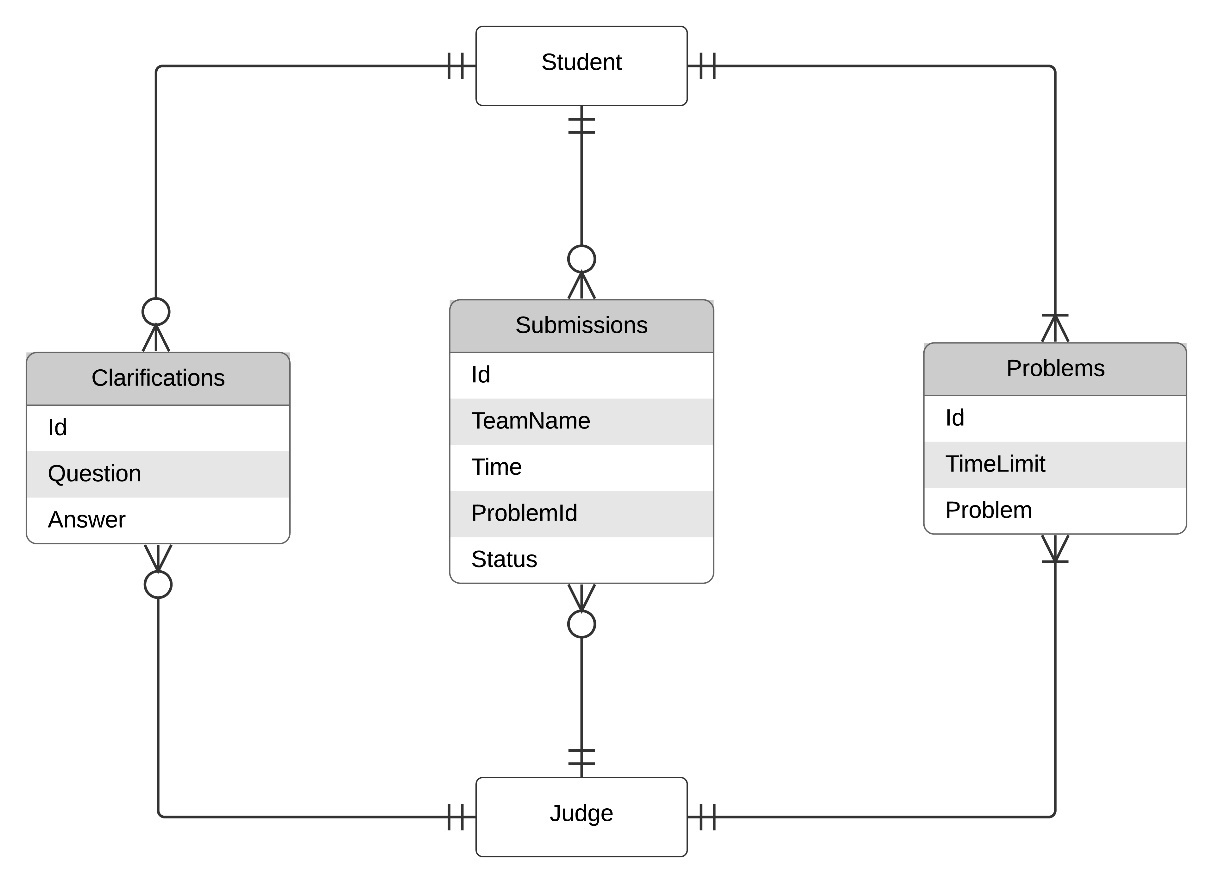 Student
Clarifications
Id
Question
Answer
Submissions
Id
TeamName
Time
ProblemId
Status
Problems
Id
TimeLimit
Problem
Judge